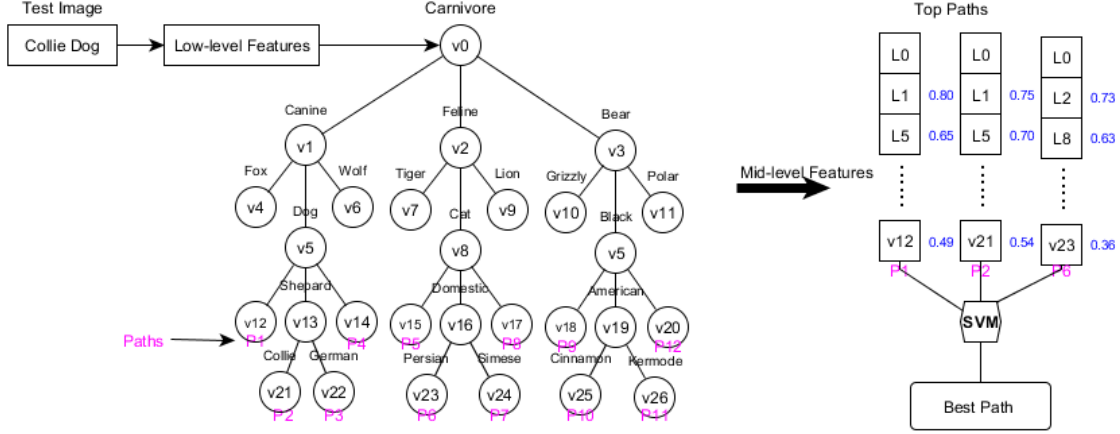 Test Image
Carnivore
Top Paths
Collie Dog
Low-level Features
v0
L0
L0
L0
L1
0.80
L1
0.75
L2
0.73
Canine
Feline
Bear
L5
0.65
L5
0.70
L8
0.63
v1
v2
v3
Fox
Wolf
Tiger
Lion
Grizzly
Polar
Mid-level Features
v4
v6
v7
v9
v10
v11
Dog
Cat
Black
v5
v8
v5
v12
0.49
v21
0.54
v23
0.36
P1
P2
P6
Shepard
Domestic
American
v12
v13
v14
v15
v16
v17
v18
v19
v20
SVM
Paths
P1
P4
P5
P8
P9
P12
Collie
German
Persian
Simese
Cinnamon
Kermode
v21
v22
v23
v24
v25
v26
P2
P3
P6
P7
P10
P11
Best Path